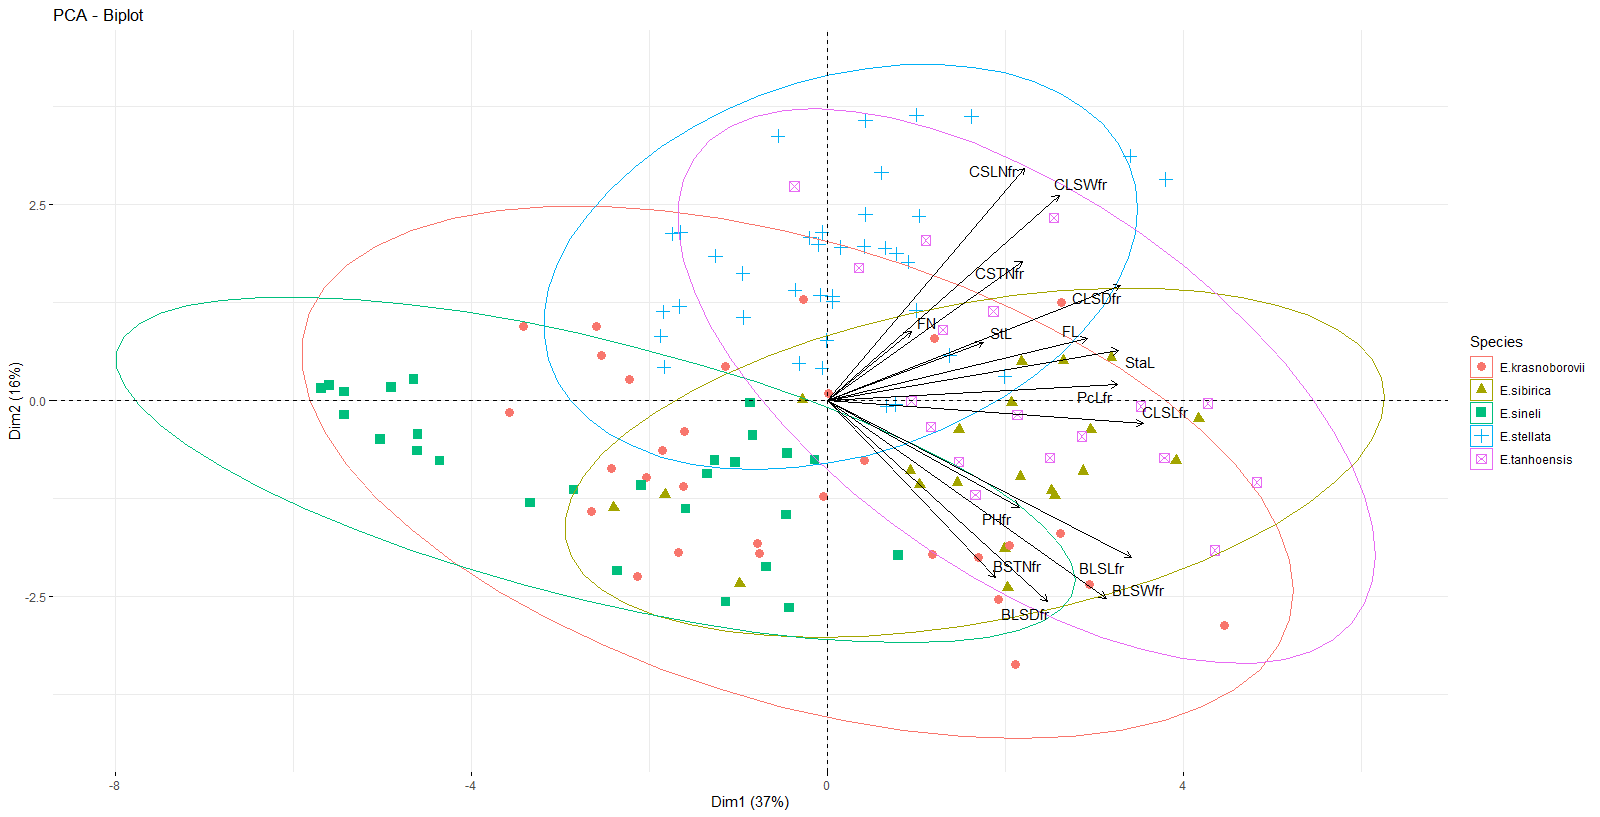 PCA - Biplot
CSLNfr
CLSWfr
CSTNfr
CLSDfr
FN
StL
FL
StaL
PcLfr
CLSLfr
PHfr
BSTNfr
BLSLfr
BLSWfr
BLSDfr
2.5
0.0
-2.5
Dim2 (16%)
-8
-4
0
4
Dim1 (37%)
Species
E.krasnoborovii
E.sibirica
E.sineli
E.stellata
E.tanhoensis